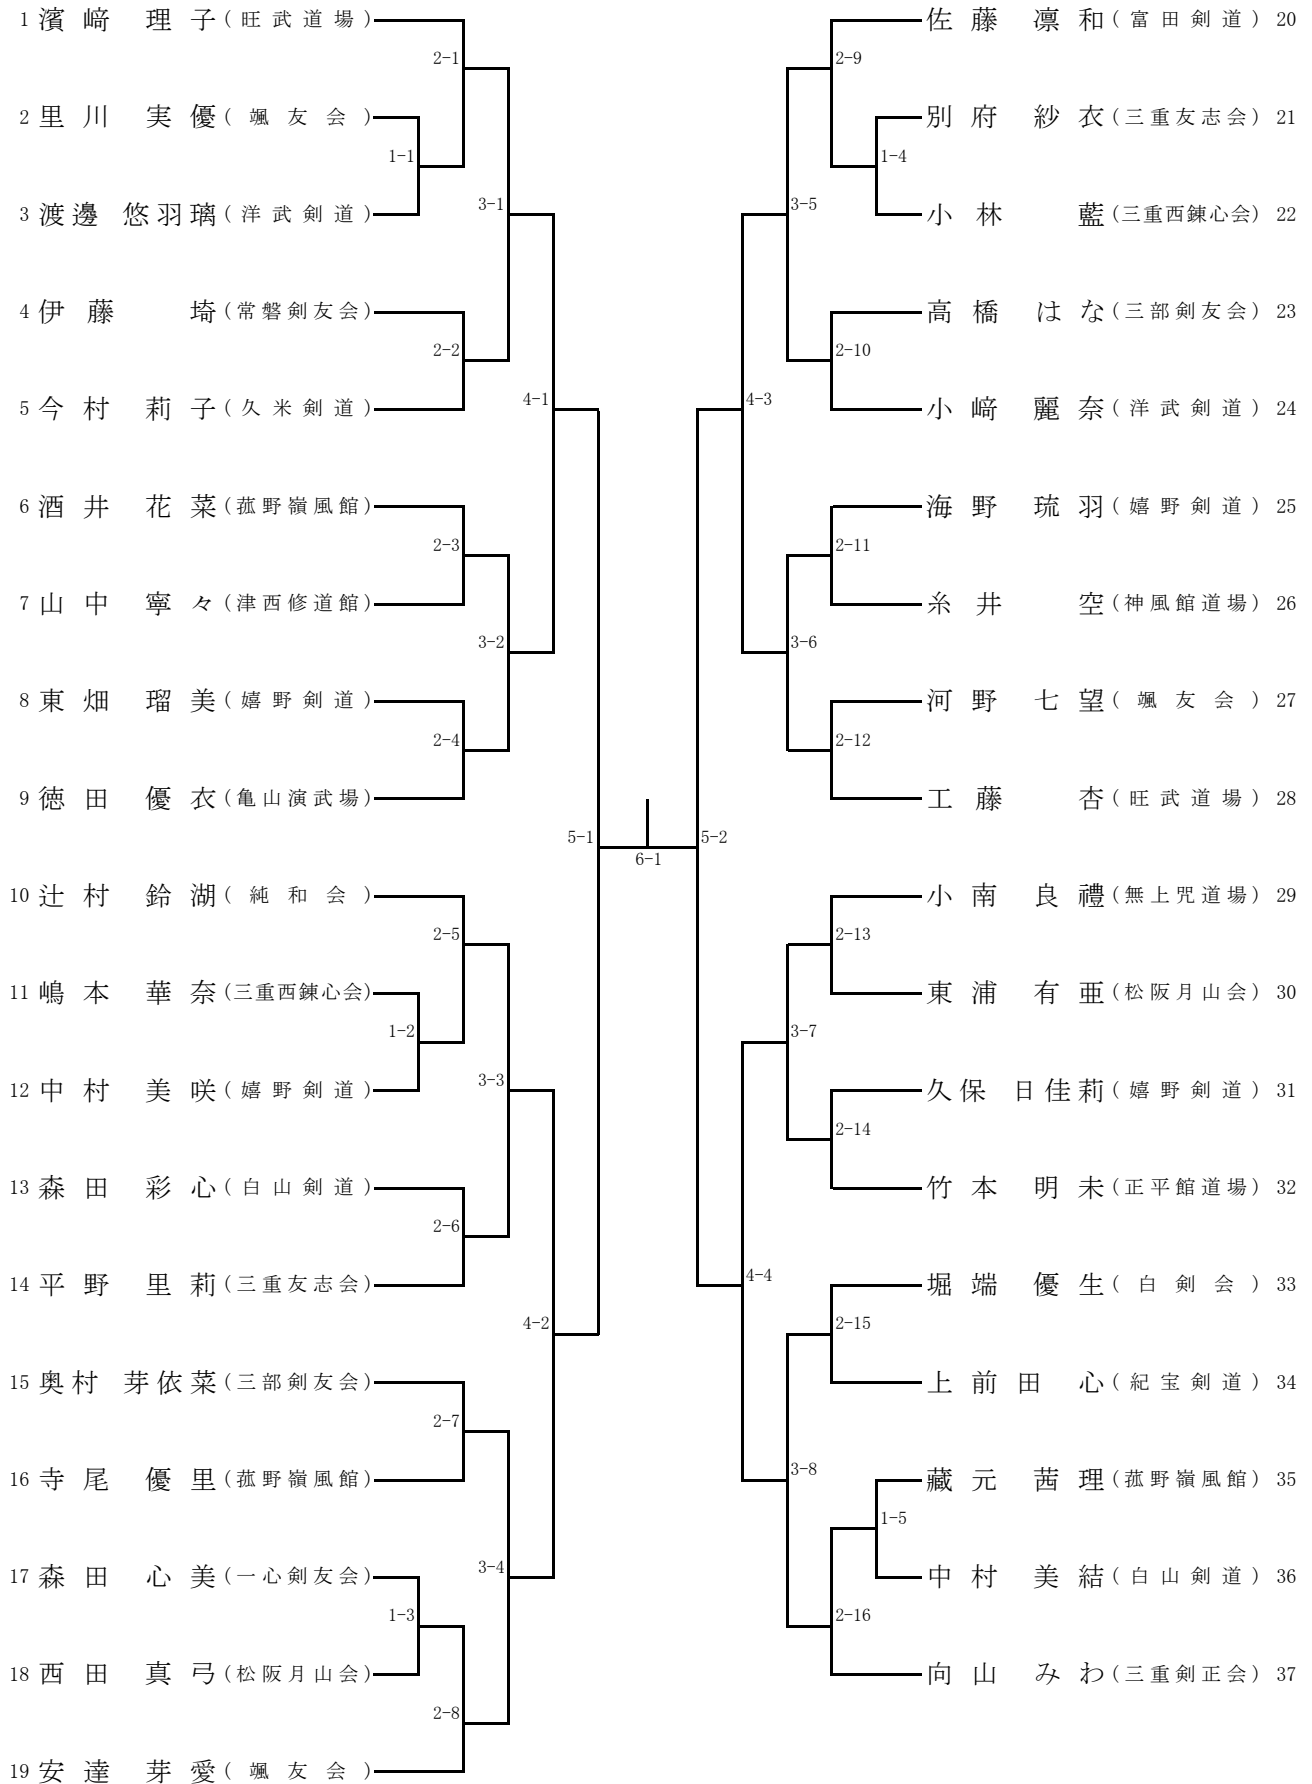 1 濱﨑 理子 (旺武道場)
2-1
2 里川 実優 (颯友会)
1-1
3 渡邊 悠羽璃 (洋武剣道)
3-1
4 伊藤 埼 (常磐剣友会)
2-2
5 今村 莉子 (久米剣道)
4-1
6 酒井 花菜 (菰野嶺風館)
2-3
7 山中 寧々 (津西修道館)
3-2
8 東畑 瑠美 (嬉野剣道)
2-4
9 徳田 優衣 (亀山演武場)
5-1
10 辻村 鈴湖 (純和会)
2-5
11 嶋本 華奈 (三重西錬心会)
1-2
12 中村 美咲 (嬉野剣道)
3-3
13 森田 彩心 (白山剣道)
2-6
14 平野 里莉 (三重友志会)
4-2
15 奥村 芽依菜 (三部剣友会)
2-7
16 寺尾 優里 (菰野嶺風館)
3-4
17 森田 心美 (一心剣友会)
1-3
18 西田 真弓 (松阪月山会)
2-8
19 安達 芽愛 (颯友会)
6-1
佐藤 凛和 (富田剣道) 20
2-9
別府 紗衣 (三重友志会) 21
1-4
小林 藍 (三重西錬心会) 22
3-5
高橋 はな (三部剣友会) 23
2-10
小﨑 麗奈 (洋武剣道) 24
4-3
海野 琉羽 (嬉野剣道) 25
2-11
糸井 空 (神風館道場) 26
3-6
河野 七望 (颯友会) 27
2-12
工藤 杏 (旺武道場) 28
5-2
小南 良禮 (無上咒道場) 29
2-13
東浦 有亜 (松阪月山会) 30
3-7
久保 日佳莉 (嬉野剣道) 31
2-14
竹本 明未 (正平館道場) 32
4-4
堀端 優生 (白剣会) 33
2-15
上前田 心 (紀宝剣道) 34
3-8
藏元 茜理 (菰野嶺風館) 35
1-5
中村 美結 (白山剣道) 36
2-16
向山 みわ (三重剣正会) 37